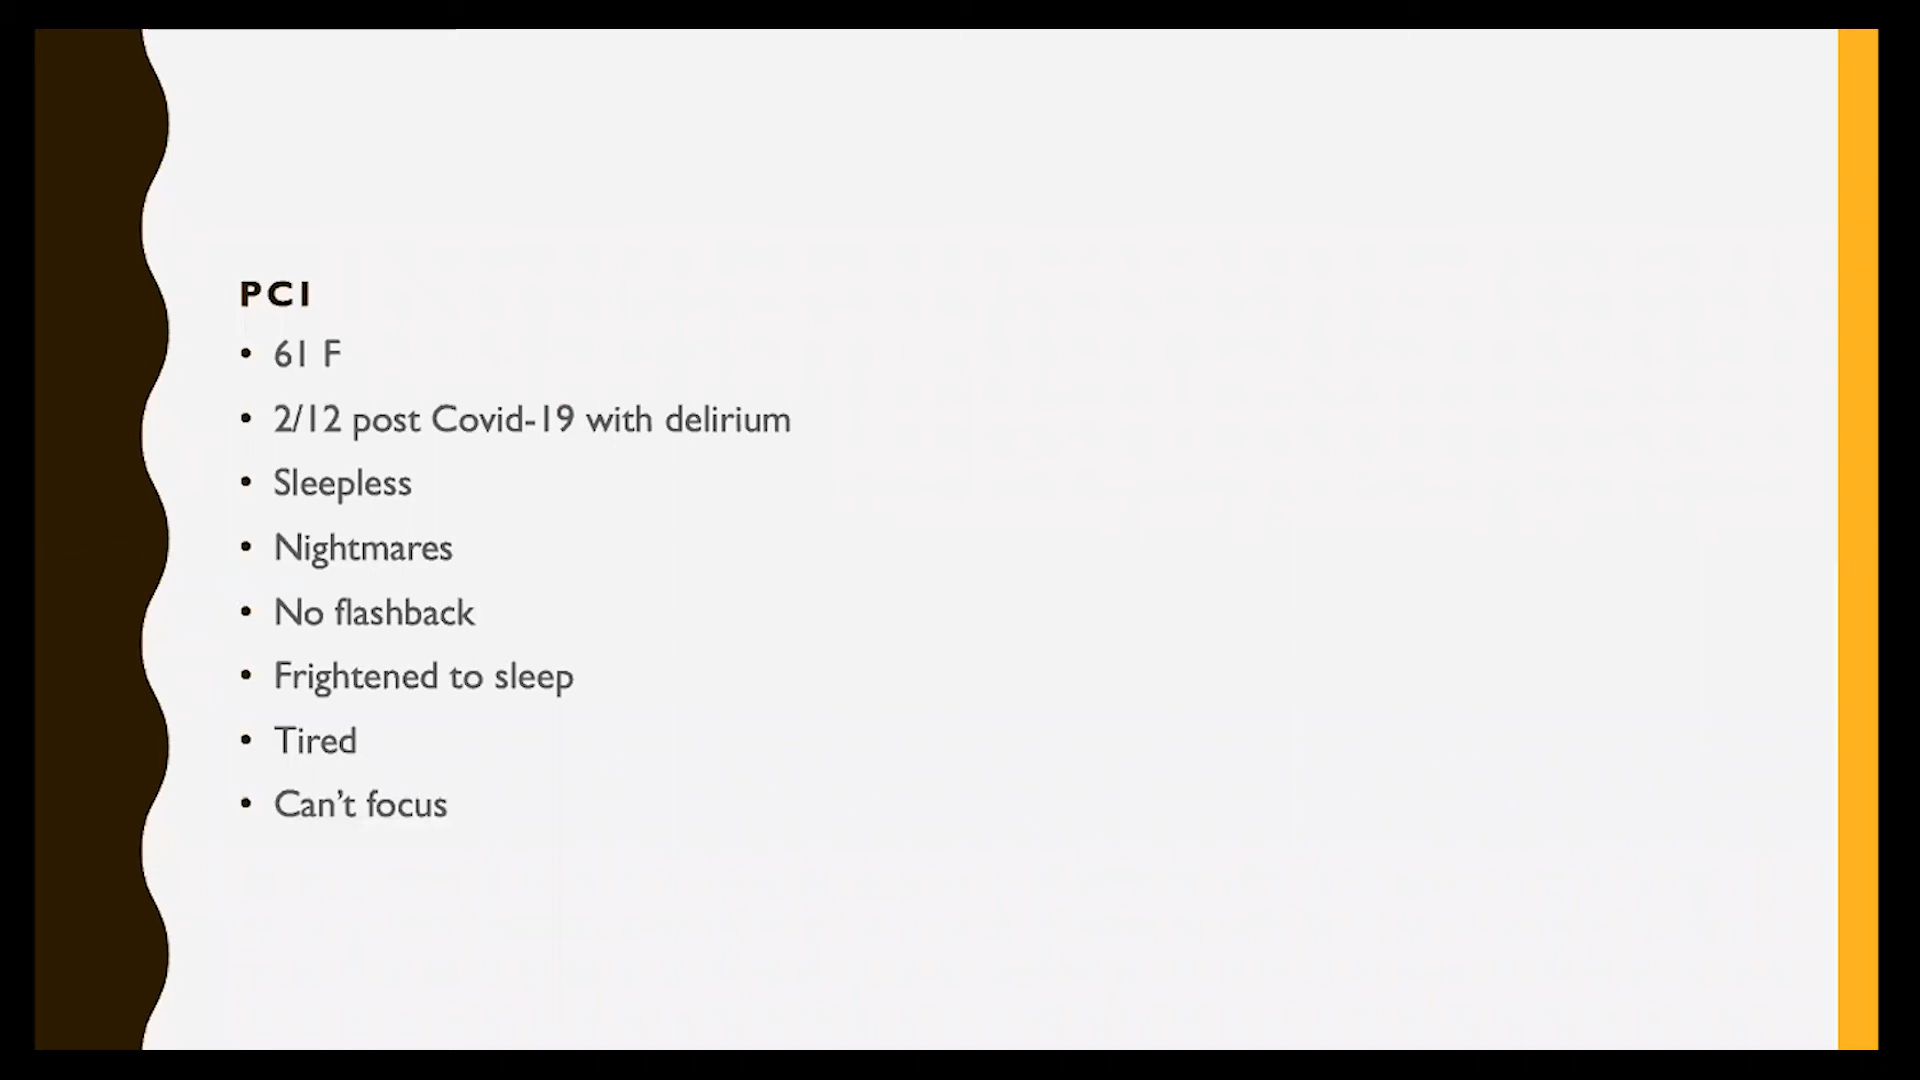 PCI
• 61 F
• 2/12 post Covid-19 with delirium
• Sleepless
• Nightmares
• No flashback
• Frightened to sleep
• Tired
• Can’t focus